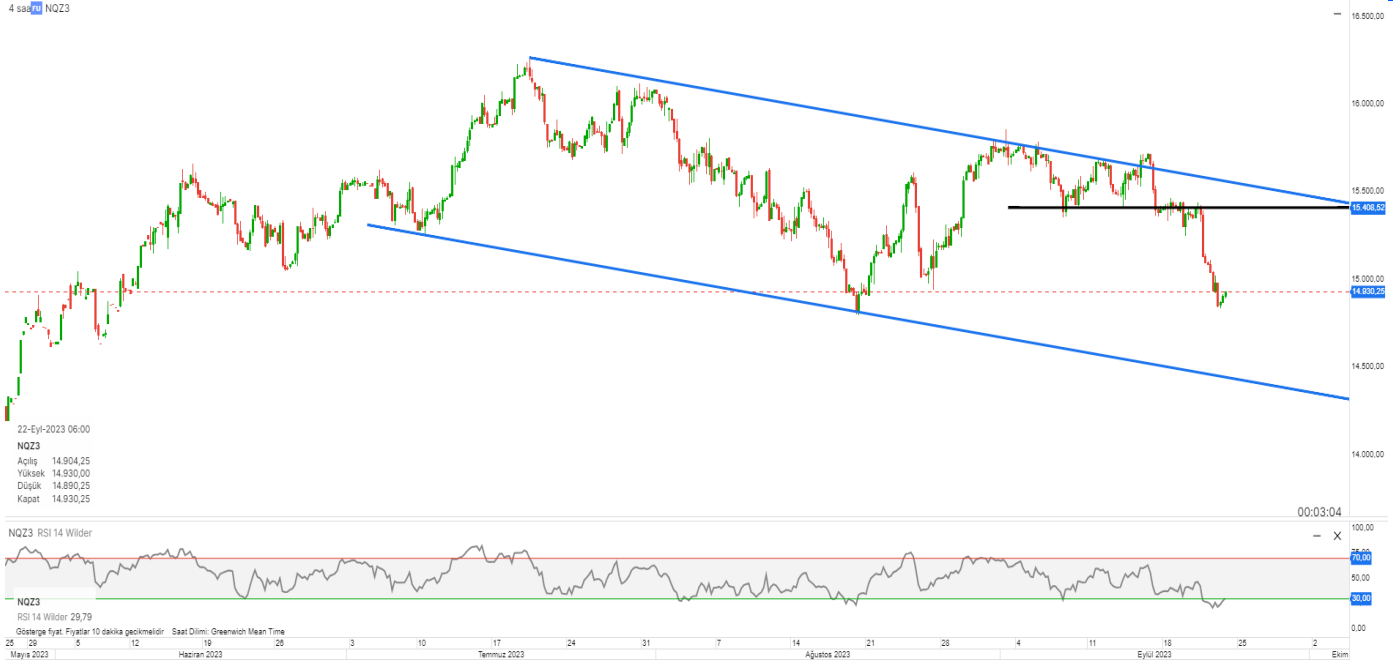 4 saa ru NQZ3
16.500,00
16.000,00
15.500,00
15.408,52
15.000,00
14.930,25
14.500,00
14.000,00
22-Eyl-2023 06:00
NQZ3
Açılış 14.904,25
Yüksek 14.930,00
Düşük 14.890,25
Kapat 14.930,25
00:03:04
NQZ3 RSI 14 Wilder
100,00
70,00
50,00
30,00
0,00
NQZ3
RSI 14 Wilder 29,79
Gösterge fiyat. Fiyatlar 10 dakika gecikmelidir Saat Dilimi: Greenwich Mean Time
25 29 5 12 19 26 3 10 17 24 31 7 14 21 28 4 11 18 25 2
Mayıs 2023 Haziran 2023 Temmuz 2023 Ağustos 2023 Eylül 2023 Ekim